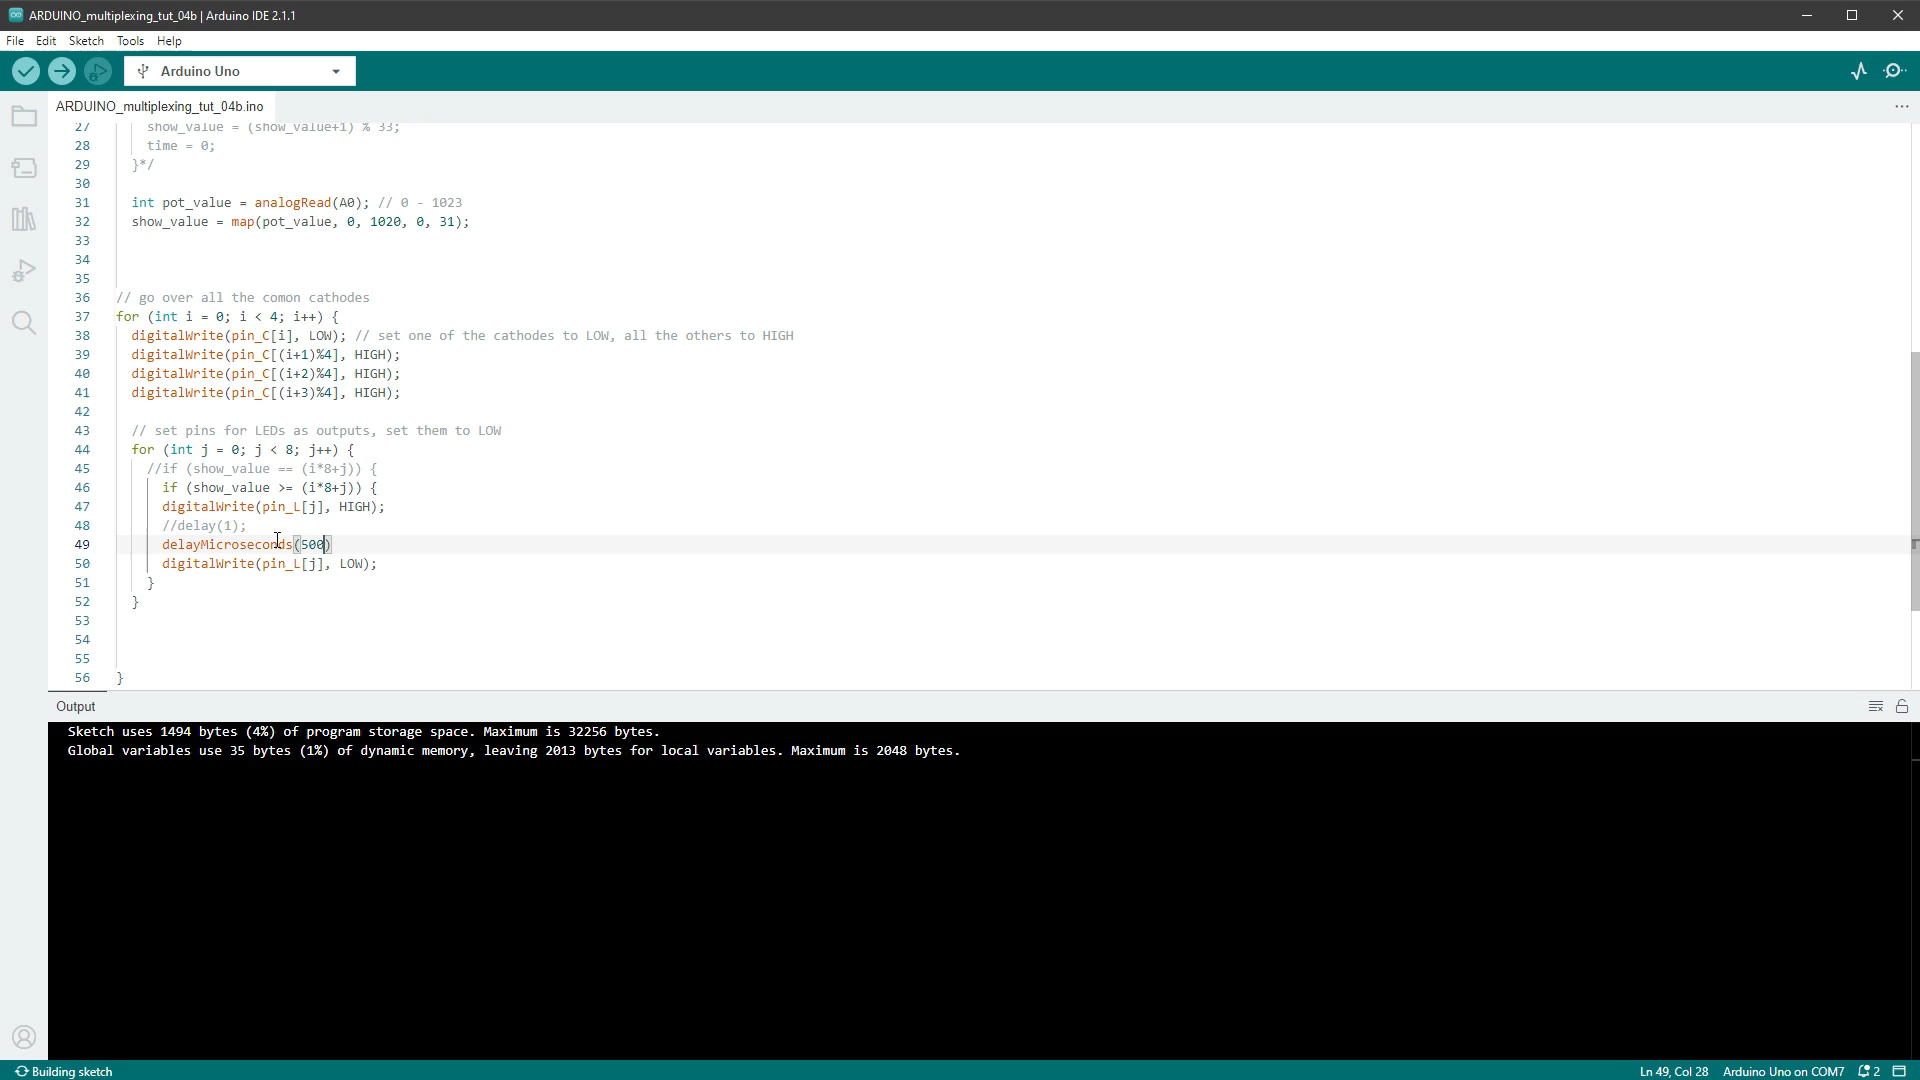 ARDUINO_multiplexing_tut_04b | Arduino IDE 2.1.1
File Edit Sketch Tools Help
Arduino Uno
ARDUINO_multiplexing_tut_04b.ino
27 show_value = (show_value+1) % 33;
28 time = 0;
29 }*/
30
31 int pot_value = analogRead(A0); // 0 - 1023
32 show_value = map(pot_value, 0, 1020, 0, 31);
33
34
35
36 // go over all the comon cathodes
37 for (int i = 0; i < 4; i++) {
38 digitalWrite(pin_C[i], LOW); // set one of the cathodes to LOW, all the others to HIGH
39 digitalWrite(pin_C[(i+1)%4], HIGH);
40 digitalWrite(pin_C[(i+2)%4], HIGH);
41 digitalWrite(pin_C[(i+3)%4], HIGH);
42
43 // set pins for LEDs as outputs, set them to LOW
44 for (int j = 0; j < 8; j++) {
45 //if (show_value == (i*8+j)) {
46 if (show_value >= (i*8+j)) {
47 digitalWrite(pin_L[j], HIGH);
48 //delay(1);
49 delayMicroseconds(500)
50 digitalWrite(pin_L[j], LOW);
51 }
52 }
53
54
55
56 }
Output
Sketch uses 1494 bytes (4%) of program storage space. Maximum is 32256 bytes.
Global variables use 35 bytes (1%) of dynamic memory, leaving 2013 bytes for local variables. Maximum is 2048 bytes.
Building sketch
Ln 49, Col 28 Arduino Uno on COM7 2